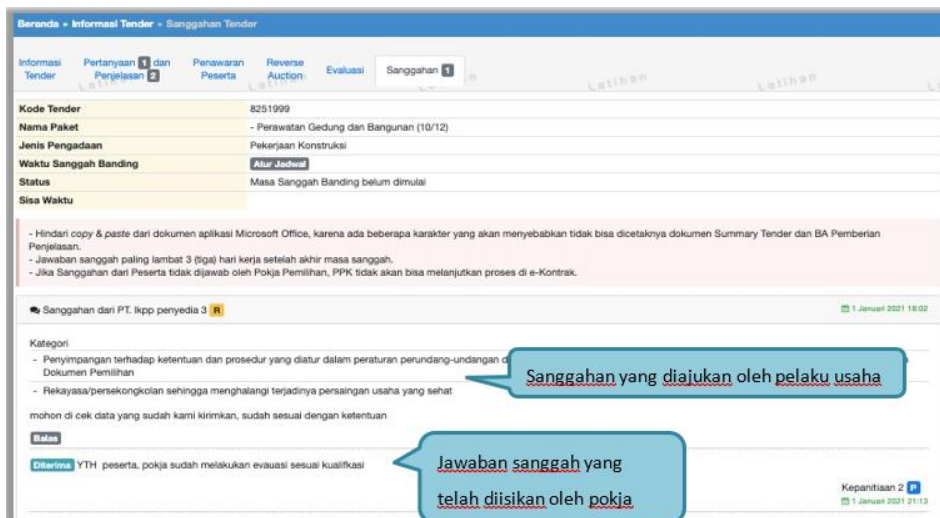 Beranda » Informasi Tender » Sanggahan Tender
Informasi Tender
Pertanyaan 1 dan Penjelasan 2
Penawaran Peserta
Reverse Auction
Evaluasi
Sanggahan 1
Latihan
Latihan
Kode Tender 8251999
Nama Paket - Perawatan Gedung dan Bangunan (10/12)
Jenis Pengadaan Pekerjaan Konstruksi
Waktu Sanggah Banding Atur Jadwal
Status Masa Sanggah Banding belum dimulai
Sisa Waktu
- Hindari copy & paste dari dokumen aplikasi Microsoft Office, karena ada beberapa karakter yang akan menyebabkan tidak bisa dicetaknya dokumen Summary Tender dan BA Pemberian
Penjelasan.
- Jawaban sanggah paling lambat 3 (tiga) hari kerja setelah akhir masa sanggah.
- Jika Sanggahan dari Peserta tidak dijawab oleh Pokja Pemilihan, PPK tidak akan bisa melanjutkan proses di e-Kontrak.
Sanggahan dari PT. lkpp penyedia 3 R 1 Januari 2021 18:02
Kategori
- Penyimpangan terhadap ketentuan dan prosedur yang diatur dalam peraturan perundang-undangan
Dokumen Pemilihan
- Rekayasa/persekongkolan sehingga menghalangi terjadinya persaingan usaha yang sehat
Sanggahan yang diajukan oleh pelaku usaha
mohon di cek data yang sudah kami kirimkan, sudah sesuai dengan ketentuan
Balas
Diterima YTH peserta, pokja sudah melakukan evauasi sesuai kualifkasi
Jawaban sanggah yang
telah diisikan oleh pokja
Kepanitiaan 2 P
1 Januari 2021 21:13